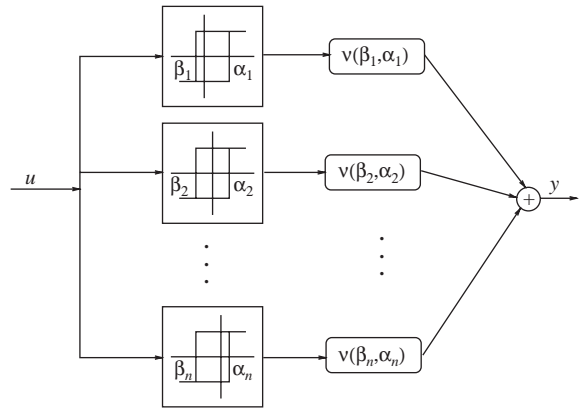 β₁ α₁ ν(β₁,α₁)
β₂ α₂ ν(β₂,α₂)
u y
+
βₙ αₙ ν(βₙ,αₙ)